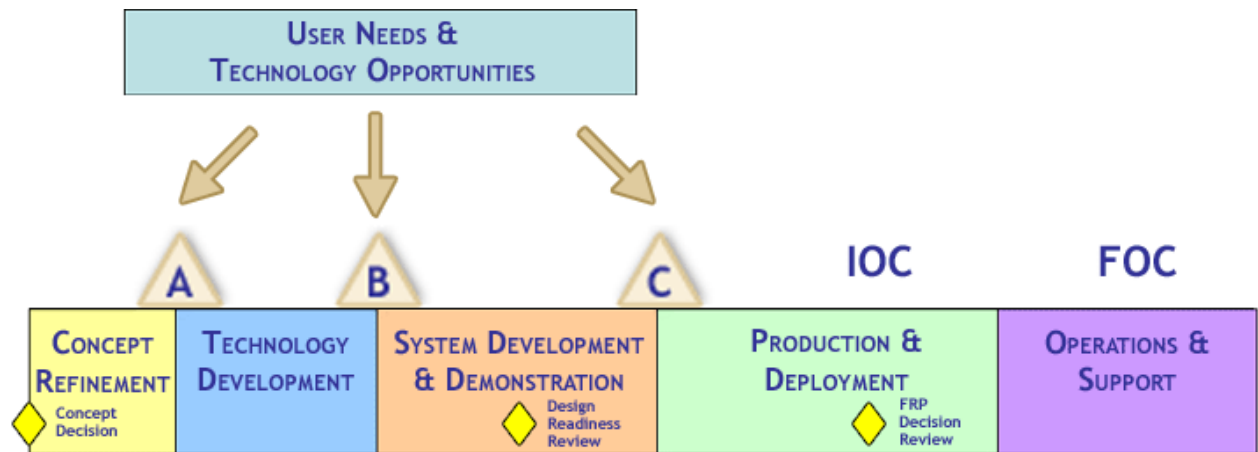 USER NEEDS &
TECHNOLOGY OPPORTUNITIES
A
B
C
IOC
FOC
CONCEPT
REFINEMENT
Concept
Decision
TECHNOLOGY
DEVELOPMENT
SYSTEM DEVELOPMENT
& DEMONSTRATION
Design
Readiness
Review
PRODUCTION &
DEPLOYMENT
FRP
Decision
Review
OPERATIONS &
SUPPORT